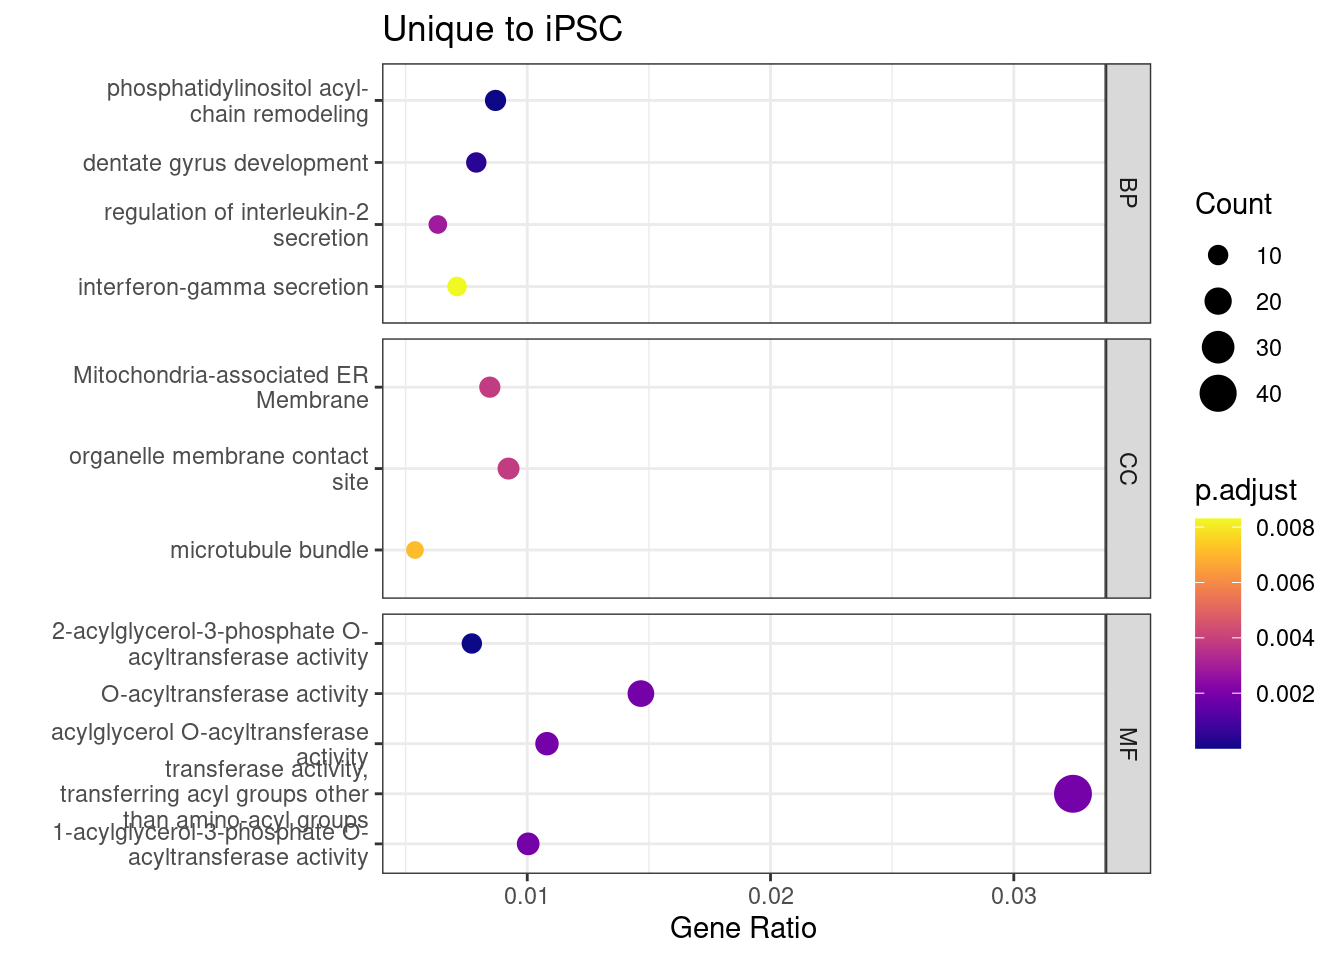 Unique to iPSC
phosphatidylinositol acyl-
chain remodeling
dentate gyrus development
regulation of interleukin-2
secretion
interferon-gamma secretion
BP
Mitochondria-associated ER
Membrane
organelle membrane contact
site
microtubule bundle
CC
2-acylglycerol-3-phosphate O-
acyltransferase activity
O-acyltransferase activity
acylglycerol O-acyltransferase
activity
transferase activity,
transferring acyl groups other
than amino-acyl groups
1-acylglycerol-3-phosphate O-
acyltransferase activity
MF
0.01
0.02
0.03
Gene Ratio
Count
10
20
30
40
p.adjust
0.008
0.006
0.004
0.002